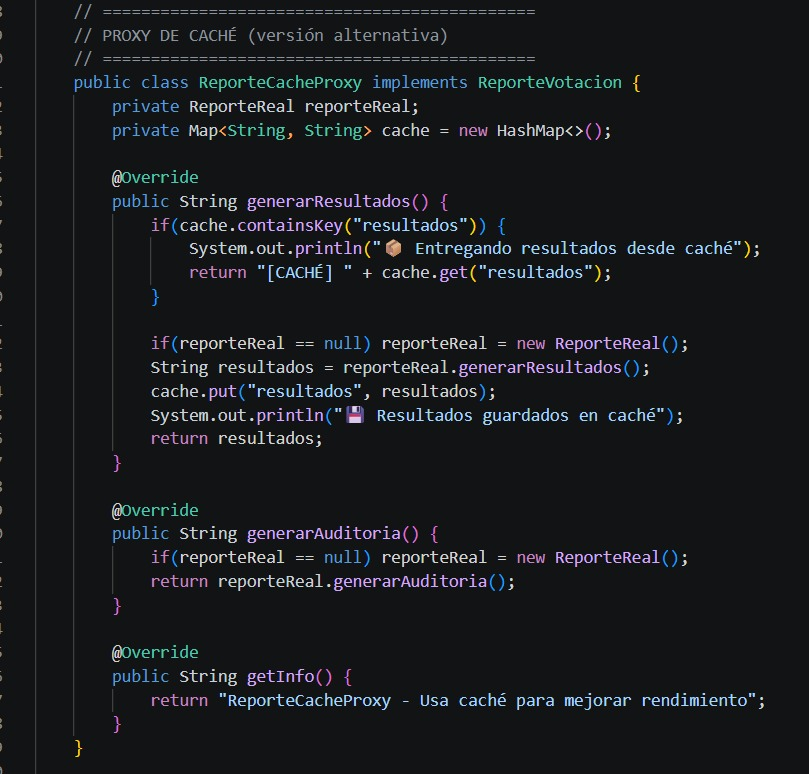 // =============================================
// PROXY DE CACHÉ (versión alternativa)
// =============================================
public class ReporteCacheProxy implements ReporteVotacion {
    private ReporteReal reporteReal;
    private Map<String, String> cache = new HashMap<>();

    @Override
    public String generarResultados() {
        if(cache.containsKey("resultados")) {
            System.out.println("📦 Entregando resultados desde caché");
            return "[CACHÉ] " + cache.get("resultados");
        }

        if(reporteReal == null) reporteReal = new ReporteReal();
        String resultados = reporteReal.generarResultados();
        cache.put("resultados", resultados);
        System.out.println("💾 Resultados guardados en caché");
        return resultados;
    }

    @Override
    public String generarAuditoria() {
        if(reporteReal == null) reporteReal = new ReporteReal();
        return reporteReal.generarAuditoria();
    }

    @Override
    public String getInfo() {
        return "ReporteCacheProxy - Usa caché para mejorar rendimiento";
    }
}